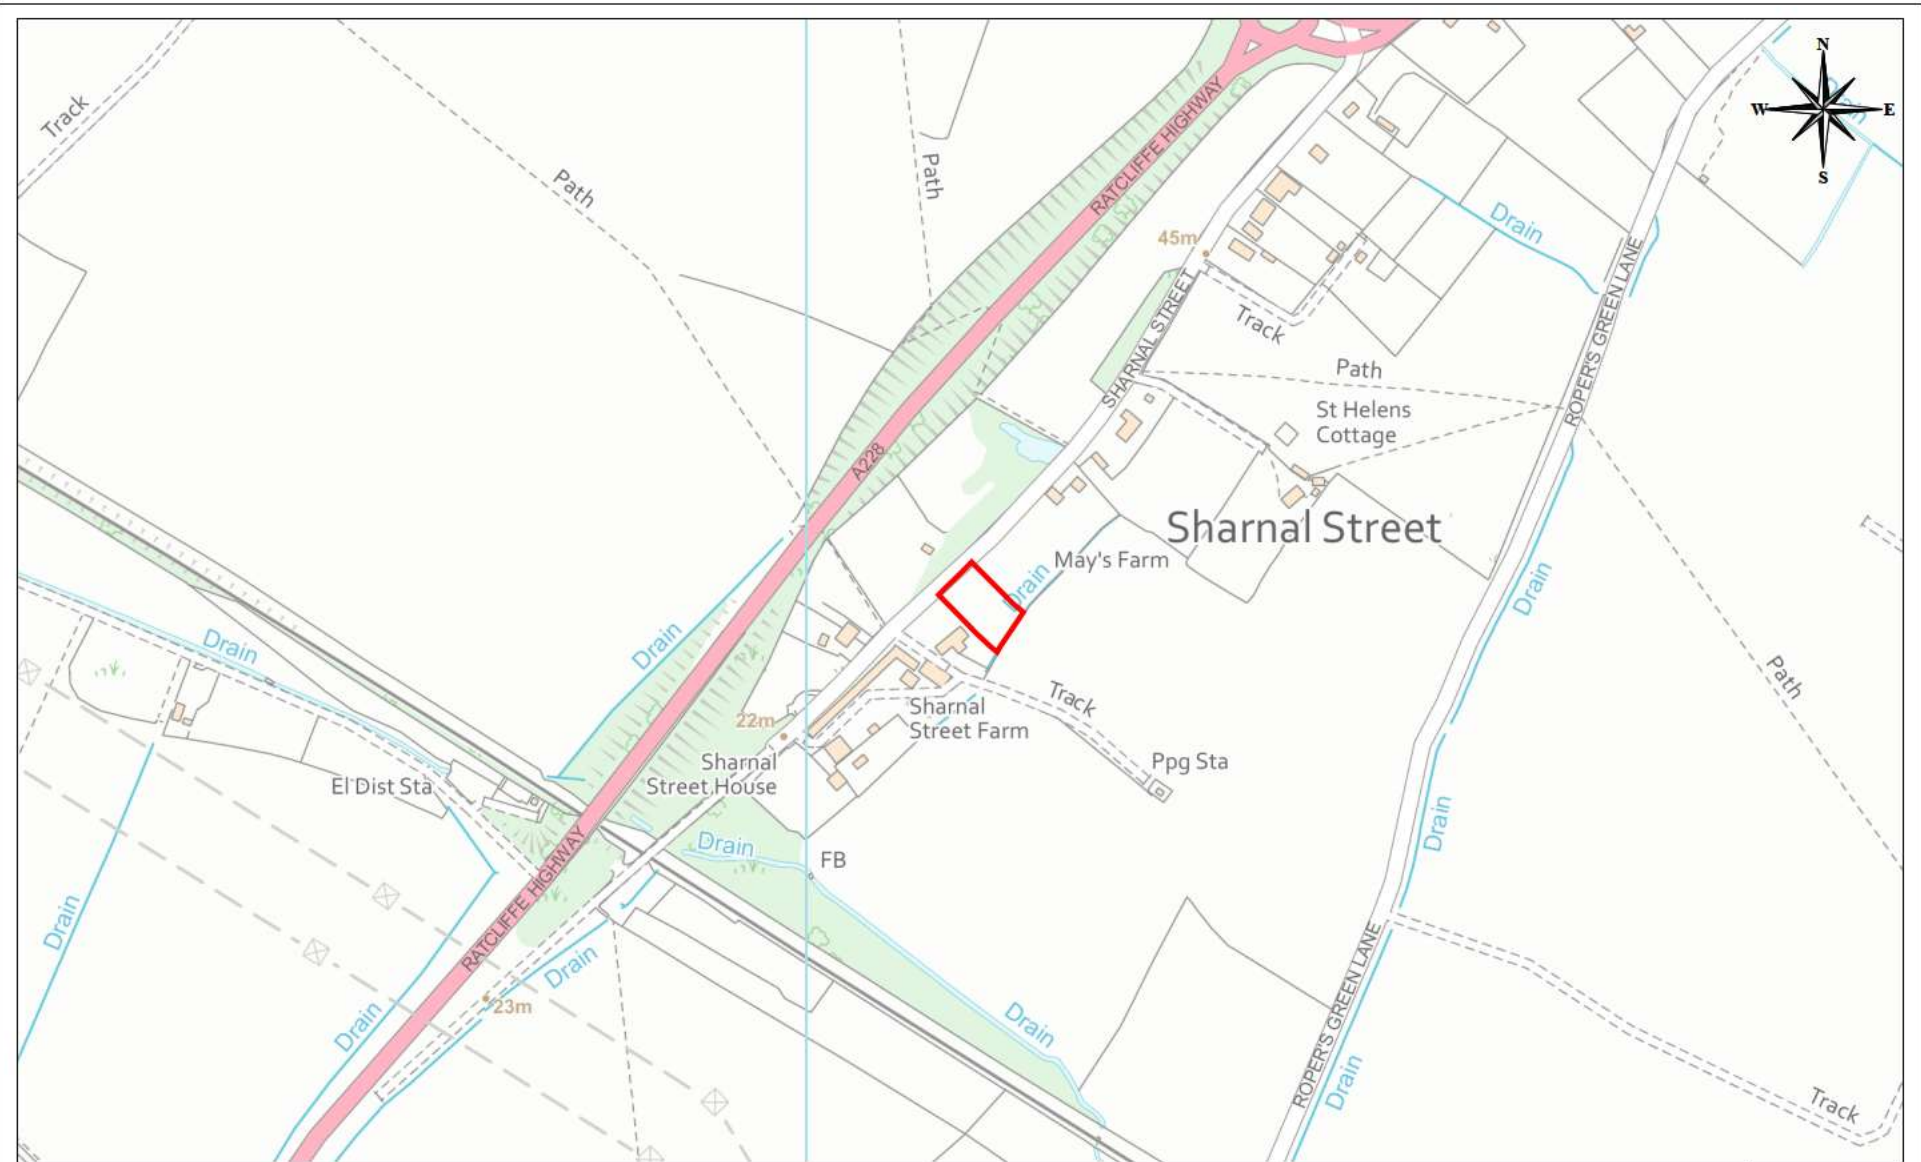 N
W
E
S
Drain
Track
Path
Path
RATCLIFFE HIGHWAY
45m
Drain
SHARNAL STREET
Track
ROPER'S GREEN LANE
Path
St Helens
Cottage
A228
Sharnal Street
May's Farm
Drain
Drain
Drain
Drain
Path
Track
Sharnal
Street Farm
22m
Sharnal
Street House
Ppg Sta
El Dist Sta
Drain
Drain
FB
RATCLIFFE HIGHWAY
Drain
Drain
23m
Drain
Drain
ROPER'S GREEN LANE
Drain
Track